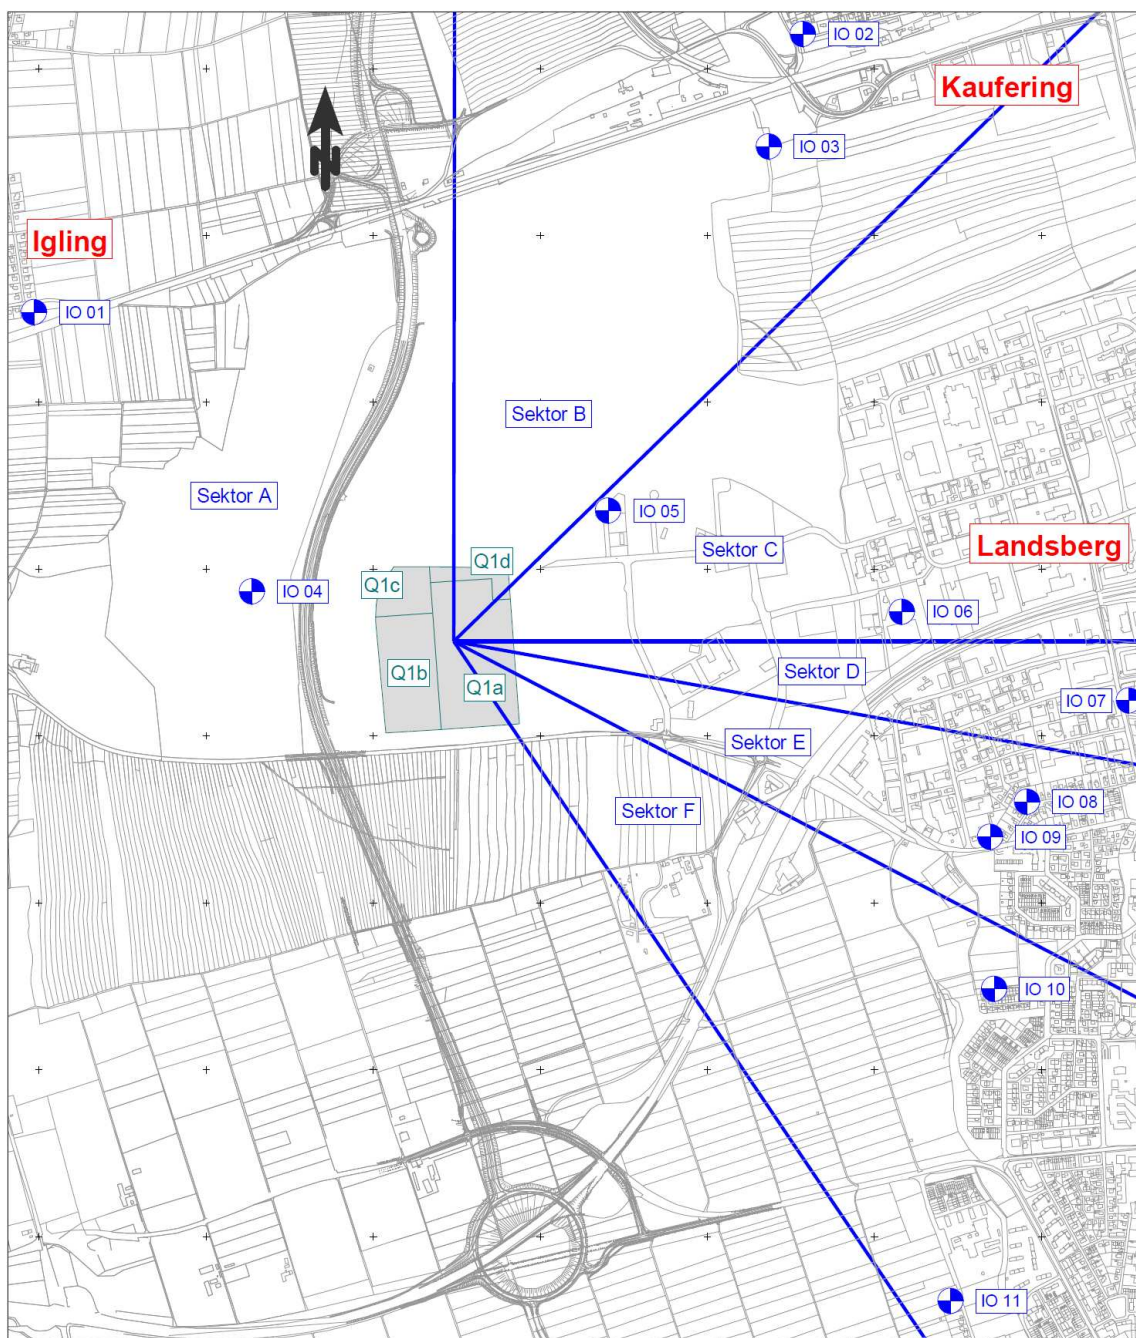 IO 02
Kaufering
IO 03
N
Igling
IO 01
Sektor B
Sektor A
IO 05
Sektor C
Landsberg
Q1d
Q1c
IO 04
IO 06
Q1b
Q1a
Sektor D
IO 07
Sektor E
IO 08
Sektor F
IO 09
IO 10
IO 11